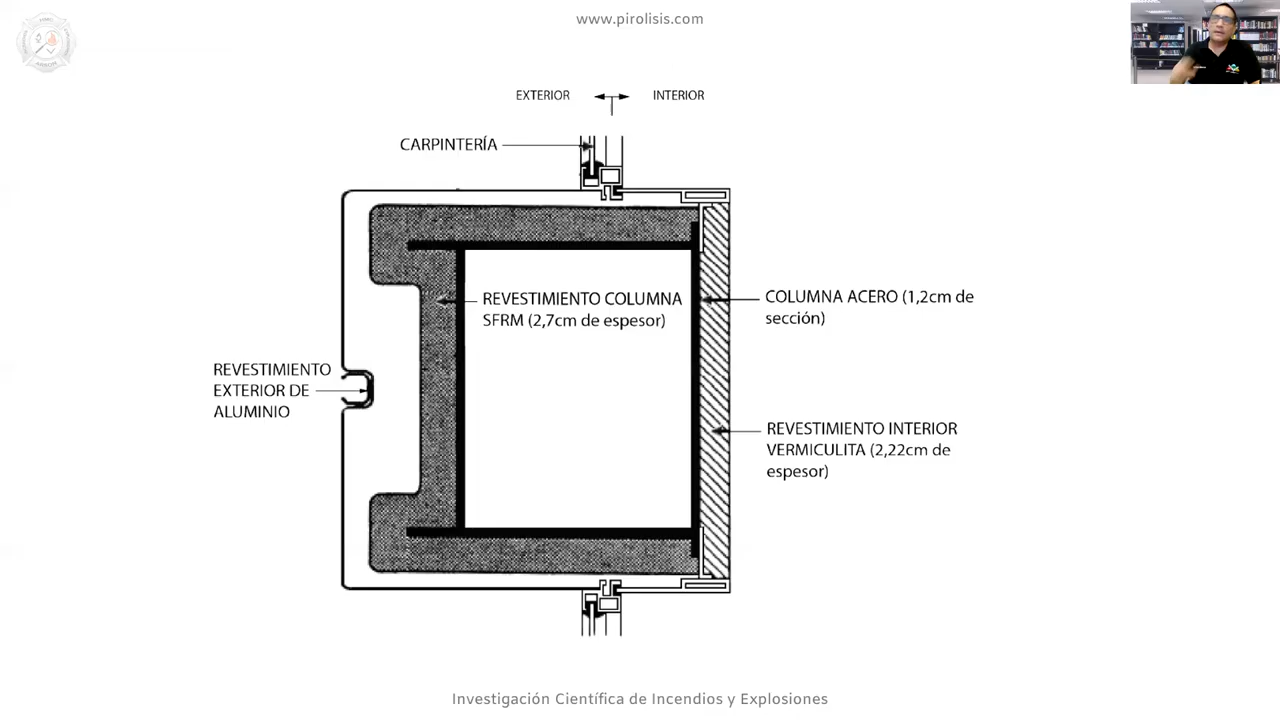 www.pirolisis.com
EXTERIOR
INTERIOR
CARPINTERÍA
REVESTIMIENTO COLUMNA
SFRM (2,7cm de espesor)
COLUMNA ACERO (1,2cm de
sección)
REVESTIMIENTO
EXTERIOR DE
ALUMINIO
REVESTIMIENTO INTERIOR
VERMICULITA (2,22cm de
espesor)
Investigación Científica de Incendios y Explosiones